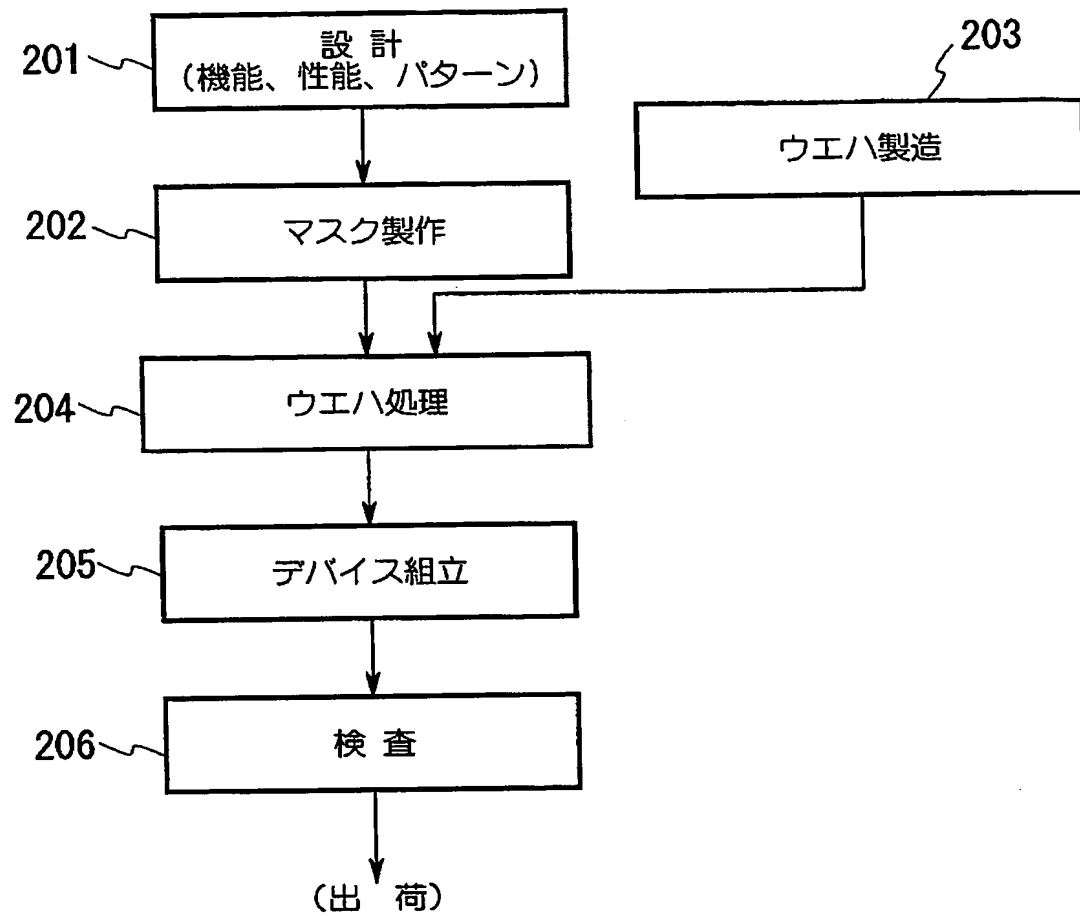 201
設 計
(機能、性能、パターン)
203
ウエハ製造
202
マスク製作
204
ウエハ処理
205
デバイス組立
206
検 査
(出 荷)